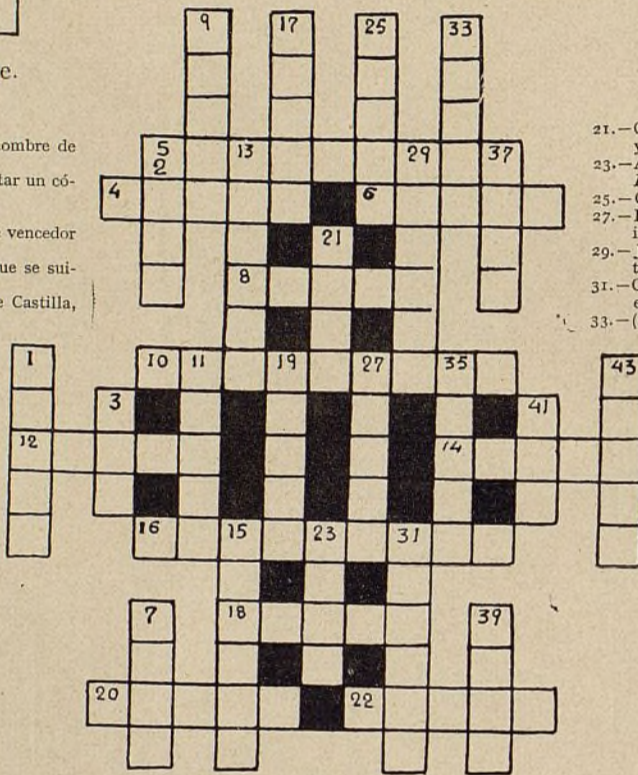 e.
ombre de
tar un có-
e vencedor
ue se sui-
e Castilla,
9 17 25 33
5 13 29 37
2
4 6
21
8
1 10 11 19 27 35 43
3 41
12 14
16 15 23 31
7 18 39
20 22
21.—C
y
23.—A
A
25.—C
27.—I
i
29.—J
t
31.—C
e
33.—(